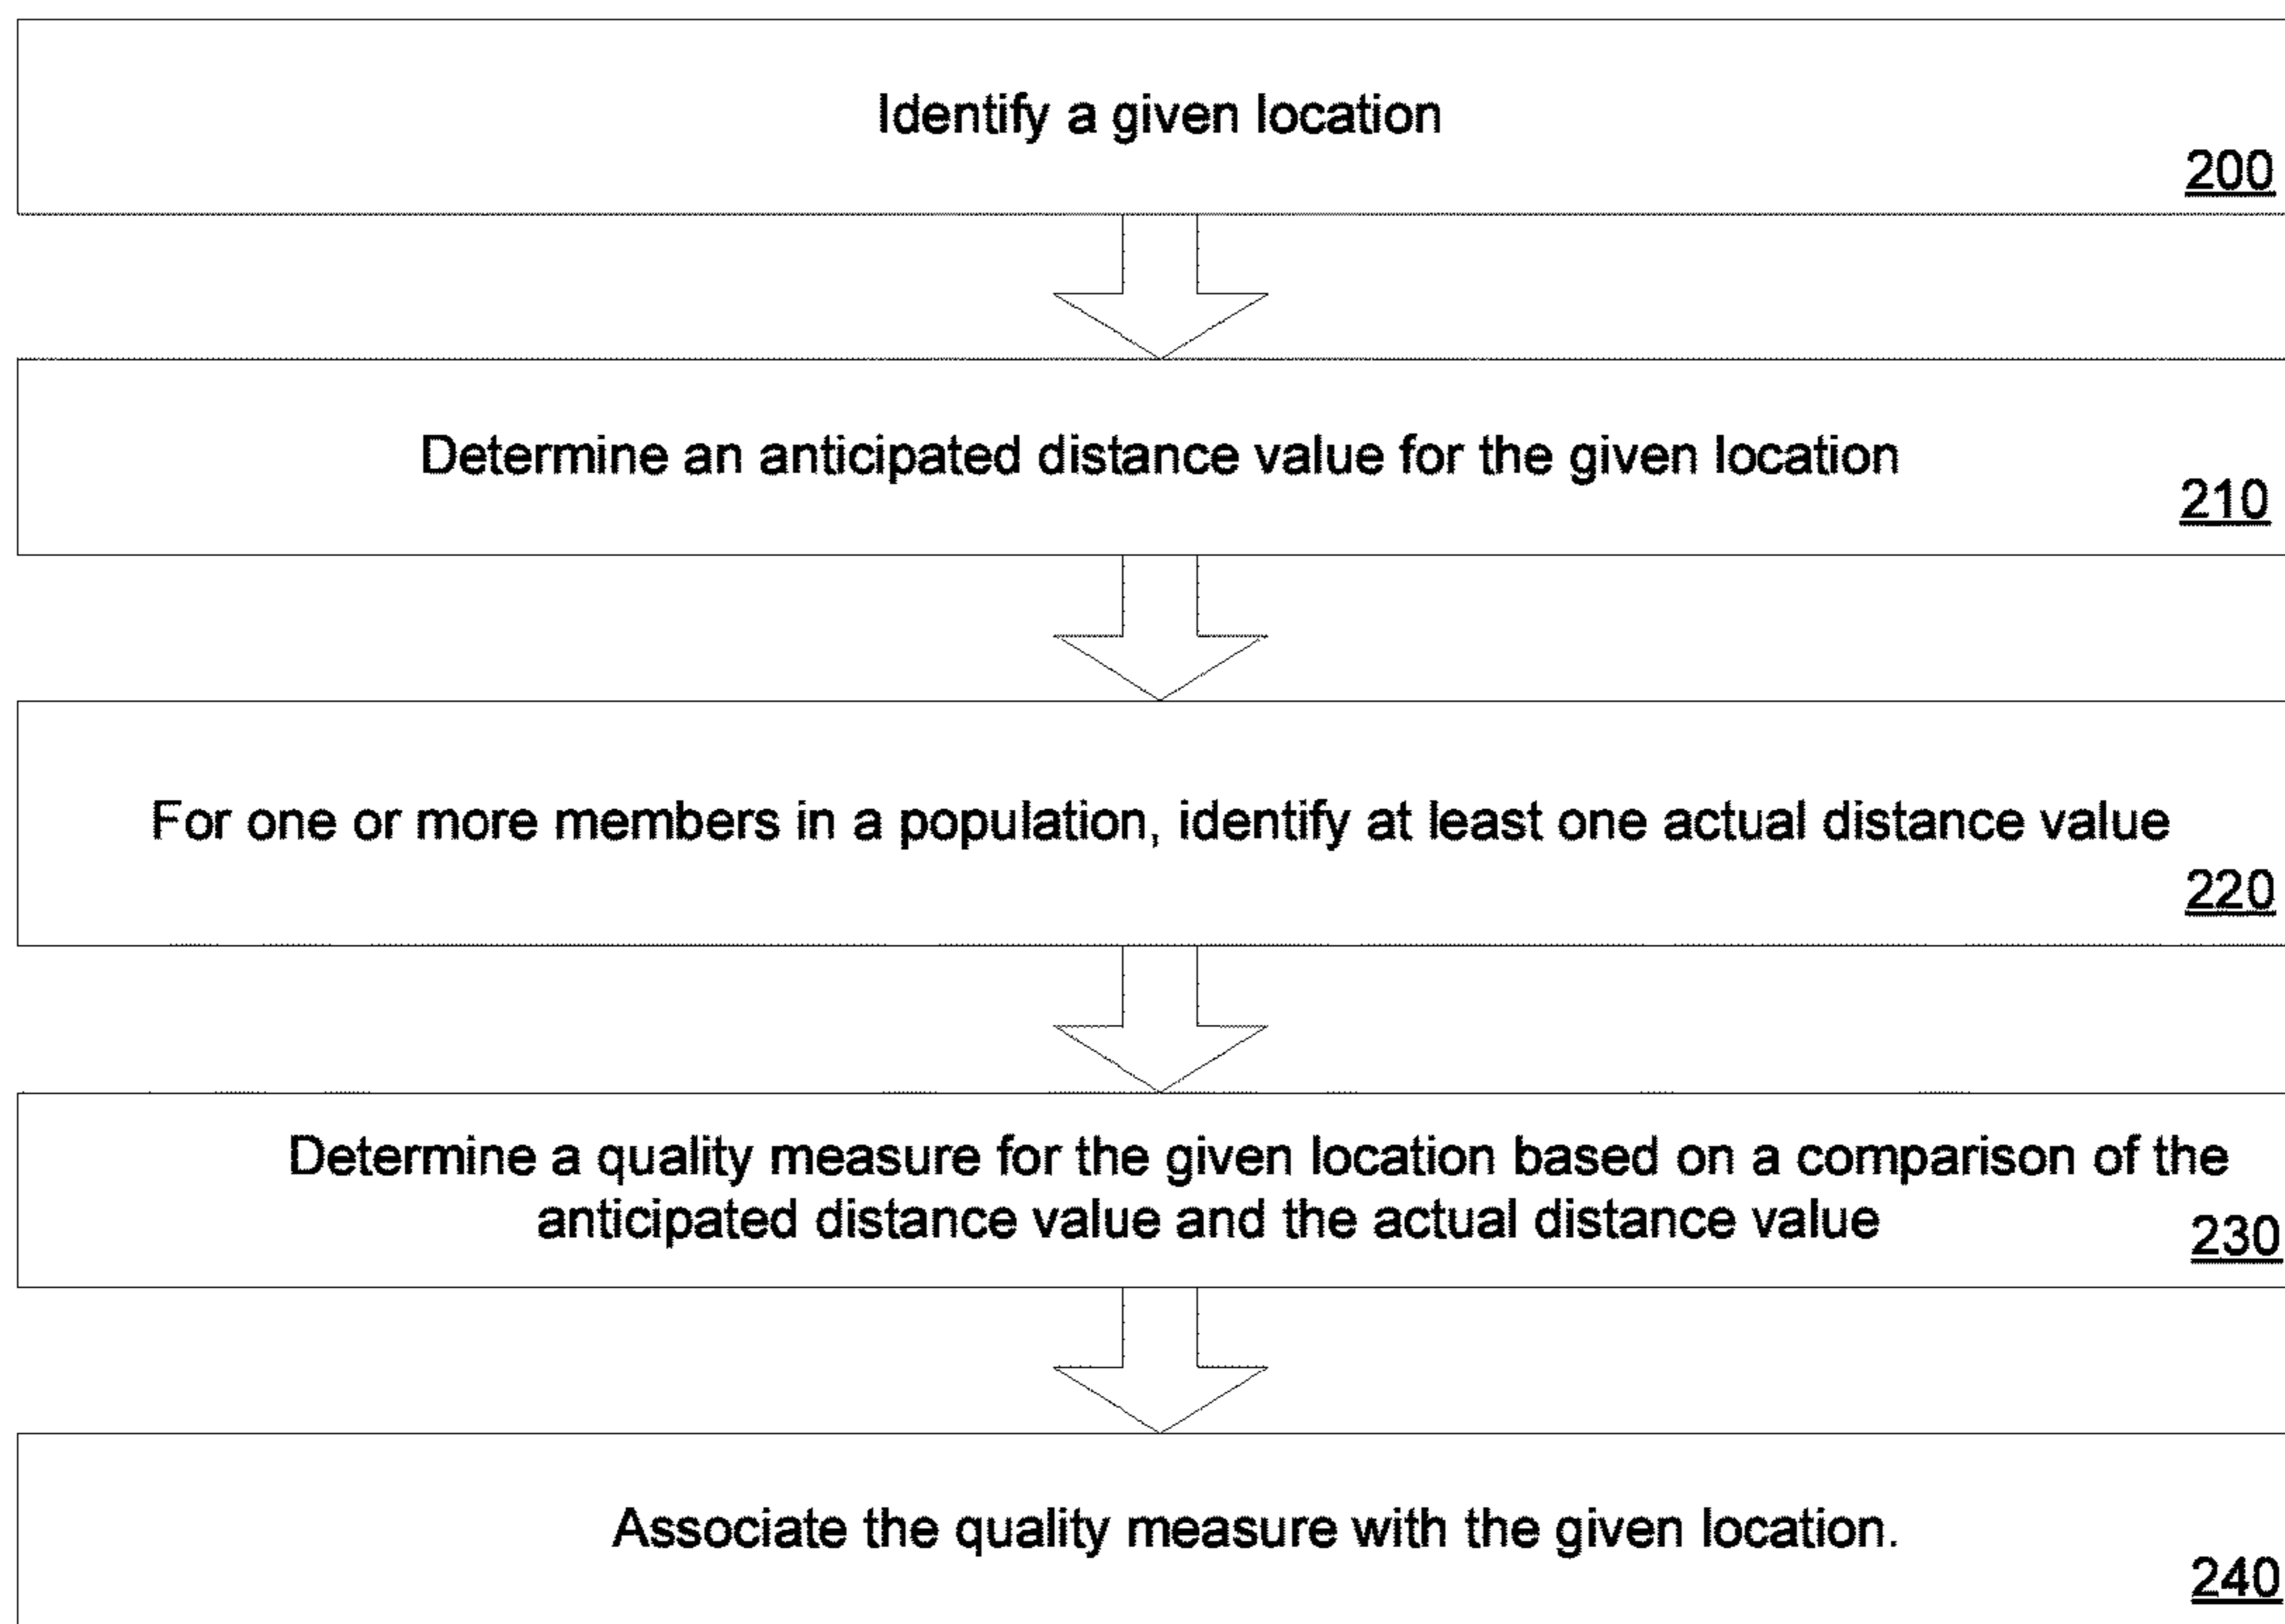 Identify a given location
200
Determine an anticipated distance value for the given location
210
For one or more members in a population, identify at least one actual distance value
220
Determine a quality measure for the given location based on a comparison of the
anticipated distance value and the actual distance value
230
Associate the quality measure with the given location.
240